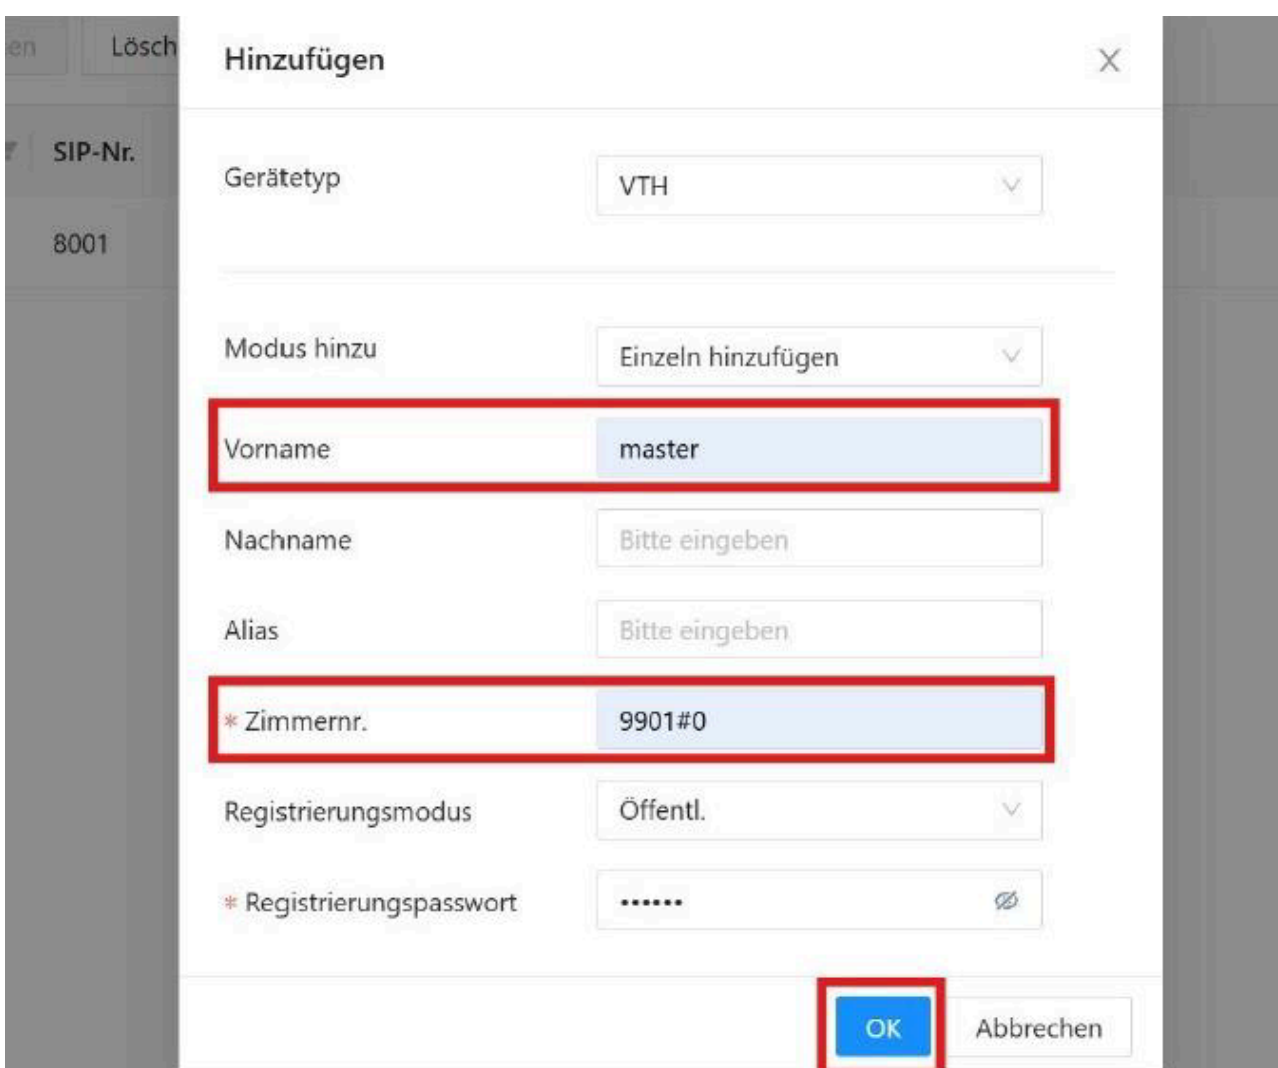 en
Lösch
Hinzufügen
SIP-Nr.
Gerätetyp
VTH
8001
Modus hinzu
Einzeln hinzufügen
Vorname
master
Nachname
Bitte eingeben
Alias
Bitte eingeben
* Zimmernr.
9901#0
Registrierungsmodus
Öffentl.
* Registrierungspasswort
••••••
OK
Abbrechen